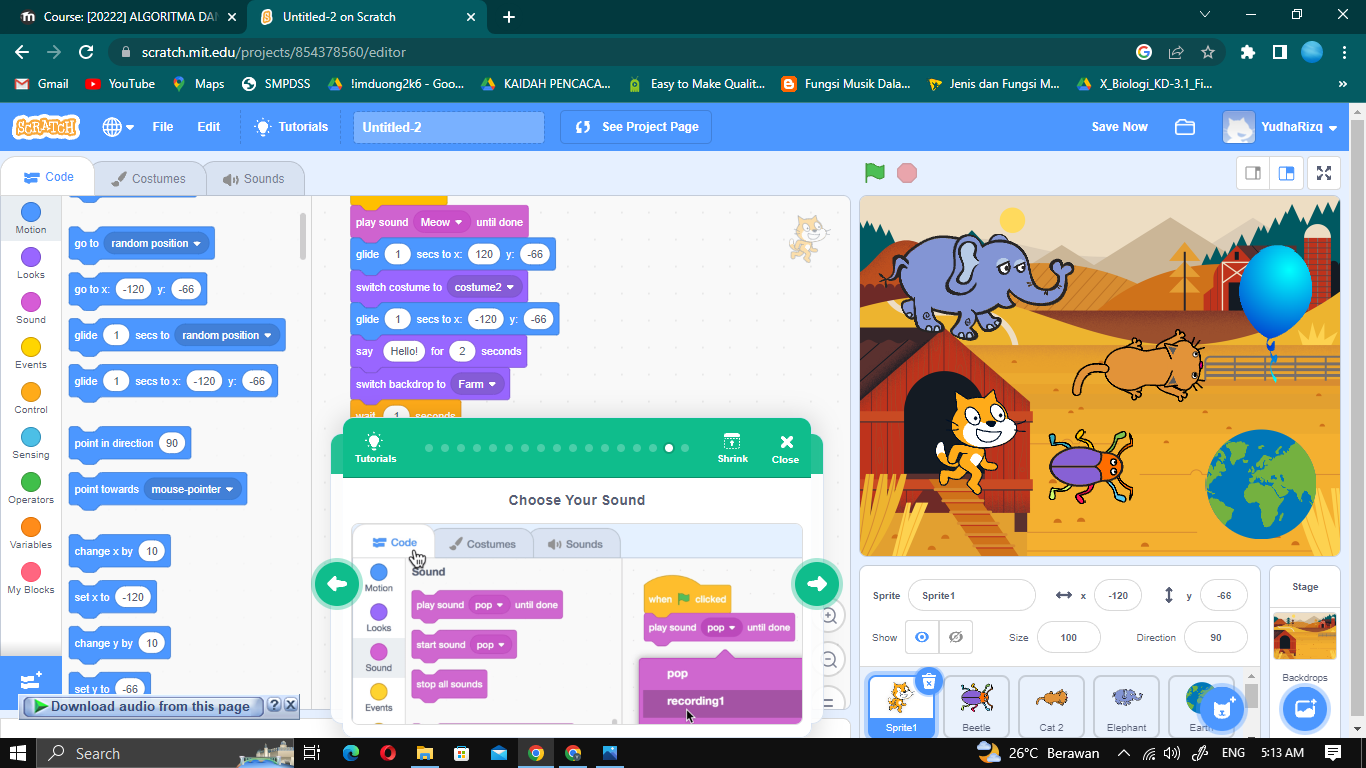 Course: [20222] ALGORITMA DAN
Untitled-2 on Scratch
scratch.mit.edu/projects/854378560/editor
Gmail YouTube Maps SMPDSS !imduong2k6 - Goo... KAIDAH PENCACA... Easy to Make Qualit... Fungsi Musik Dala... Jenis dan Fungsi M... X_Biologi_KD-3.1_Fi... »
SCRATCH File Edit Tutorials Untitled-2 See Project Page Save Now YudhaRizq
Code Costumes Sounds
Motion
Looks
Sound
Events
Control
Sensing
Operators
Variables
My Blocks
go to random position
go to x: -120 y: -66
glide 1 secs to random position
glide 1 secs to x: -120 y: -66
point in direction 90
point towards mouse-pointer
change x by 10
set x to -120
change y by 10
set y to -66
play sound Meow until done
glide 1 secs to x: 120 y: -66
switch costume to costume2
glide 1 secs to x: -120 y: -66
say Hello! for 2 seconds
switch backdrop to Farm
wait 1 seconds
Tutorials Shrink Close
Choose Your Sound
Code Costumes Sounds
Motion
Looks
Sound
Events
Sound
play sound pop until done
start sound pop
stop all sounds
when clicked
play sound pop until done
pop
recording1
Sprite Sprite1 x -120 y -66
Show Size 100 Direction 90
Sprite1 Beetle Cat 2 Elephant
Stage
Backdrops
Download audio from this page ? X
Search
26°C Berawan ENG 5:13 AM